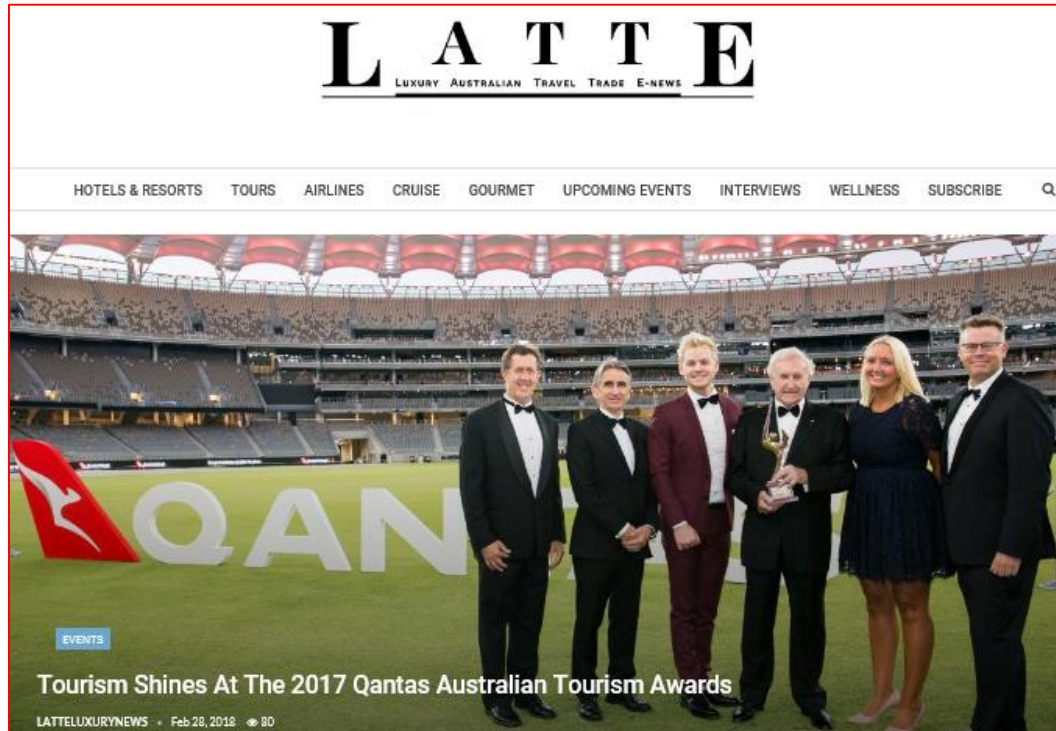 LATTE
LUXURY AUSTRALIAN TRAVEL TRADE E-NEWS
HOTELS & RESORTS TOURS AIRLINES CRUISE GOURMET UPCOMING EVENTS INTERVIEWS WELLNESS SUBSCRIBE
QANTAS
EVENTS
Tourism Shines At The 2017 Qantas Australian Tourism Awards
LATTELUXURYNEWS • Feb 28, 2018 80